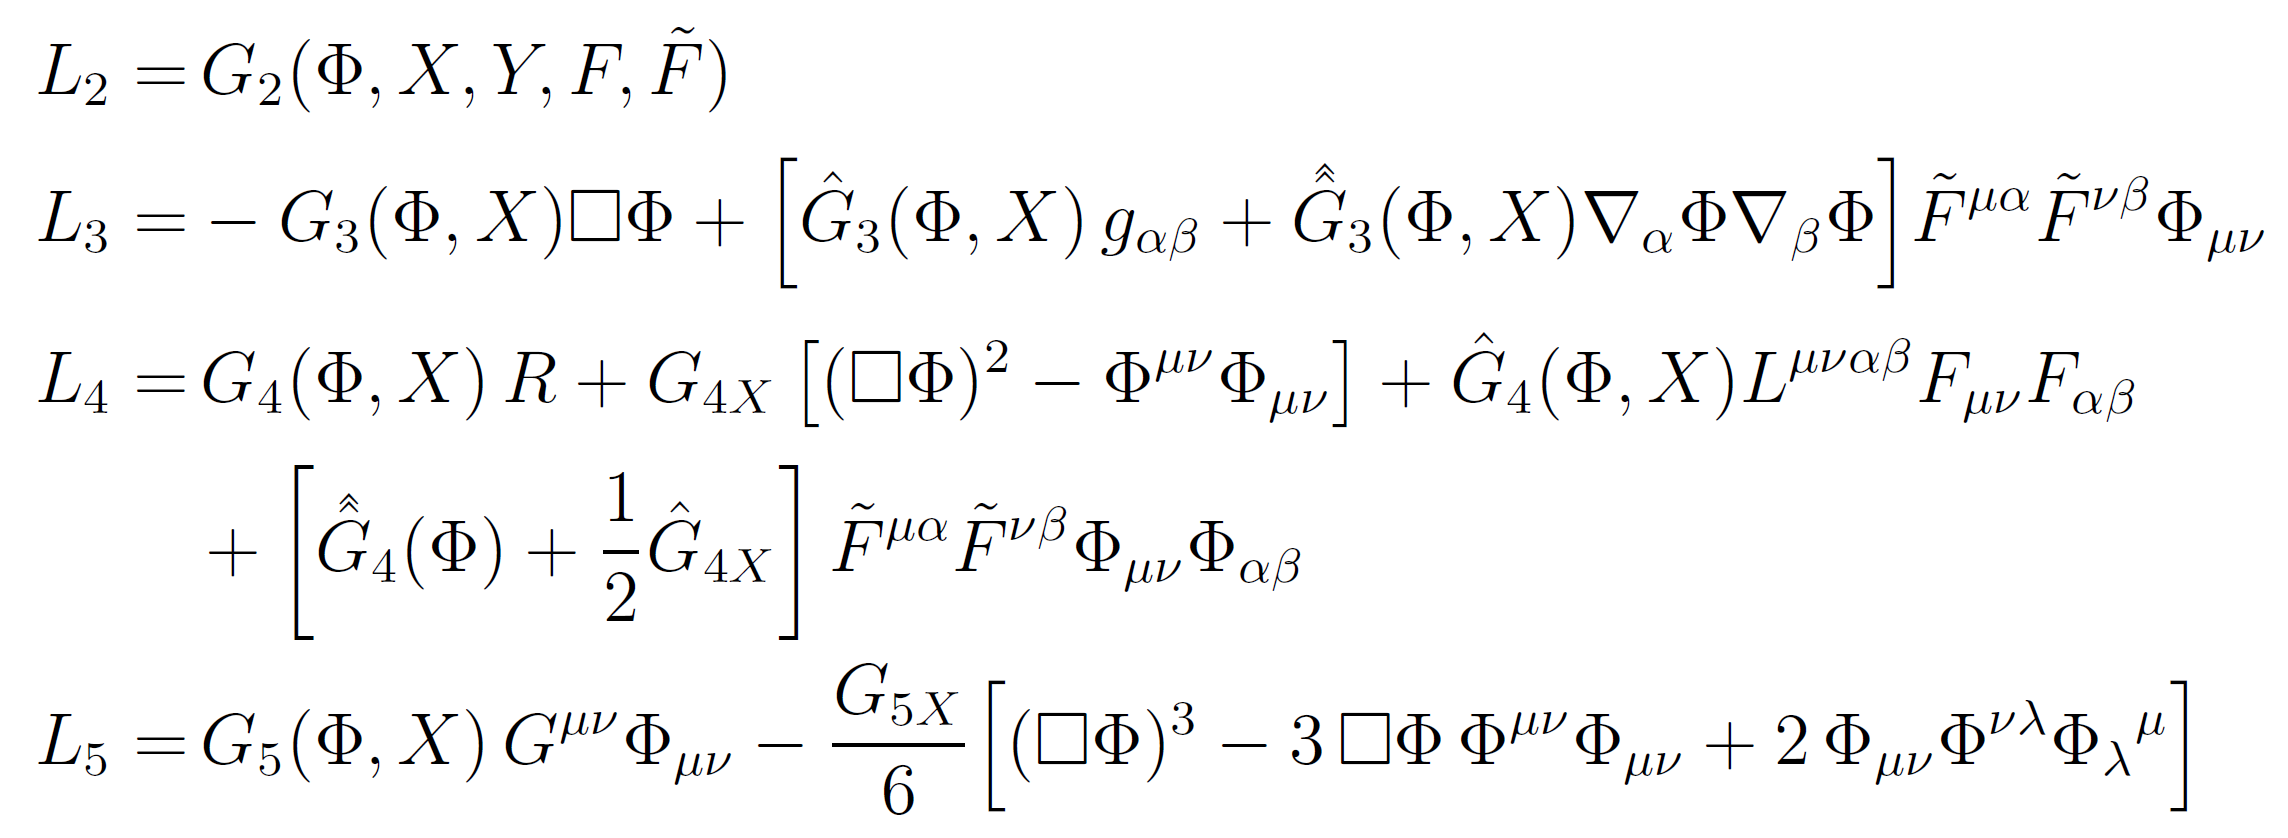 $L_2 = G_2(\Phi, X, Y, F, \tilde{F})$
$L_3 = - G_3(\Phi, X)\Box\Phi + \left[\hat{G}_3(\Phi, X)\, g_{\alpha\beta} + \hat{\hat{G}}_3(\Phi, X)\nabla_\alpha\Phi\nabla_\beta\Phi\right]\tilde{F}^{\mu\alpha}\tilde{F}^{\nu\beta}\Phi_{\mu\nu}$
$L_4 = G_4(\Phi, X)\, R + G_{4X}\left[(\Box\Phi)^2 - \Phi^{\mu\nu}\Phi_{\mu\nu}\right] + \hat{G}_4(\Phi, X)L^{\mu\nu\alpha\beta}F_{\mu\nu}F_{\alpha\beta}$
$+ \left[\hat{\hat{G}}_4(\Phi) + \frac{1}{2}\hat{G}_{4X}\right]\tilde{F}^{\mu\alpha}\tilde{F}^{\nu\beta}\Phi_{\mu\nu}\Phi_{\alpha\beta}$
$L_5 = G_5(\Phi, X)\, G^{\mu\nu}\Phi_{\mu\nu} - \frac{G_{5X}}{6}\left[(\Box\Phi)^3 - 3\,\Box\Phi\,\Phi^{\mu\nu}\Phi_{\mu\nu} + 2\,\Phi_{\mu\nu}\Phi^{\nu\lambda}\Phi_\lambda{}^\mu\right]$